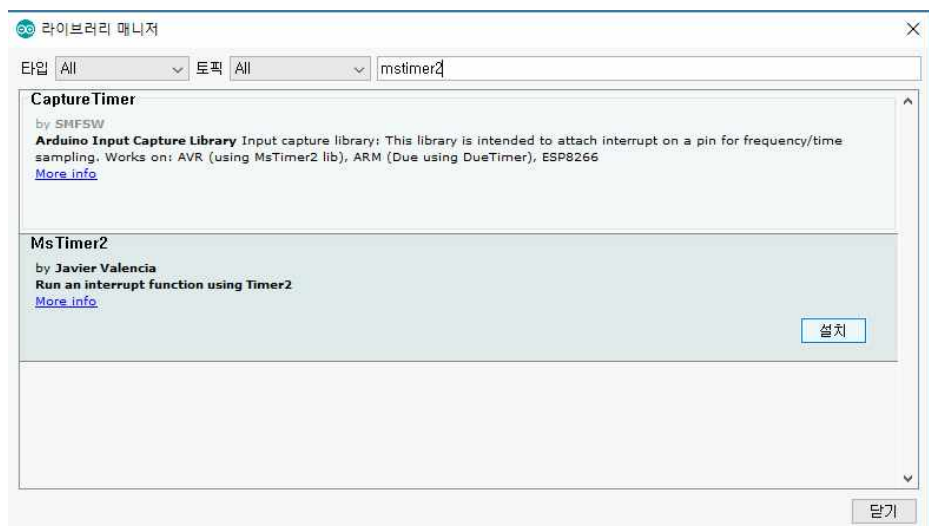 라이브러리 매니저
타입 All 토픽 All mstimer2
CaptureTimer
by SMFSW
Arduino Input Capture Library Input capture library: This library is intended to attach interrupt on a pin for frequency/time
sampling. Works on: AVR (using MsTimer2 lib), ARM (Due using DueTimer), ESP8266
More info
MsTimer2
by Javier Valencia
Run an interrupt function using Timer2
More info
설치
닫기